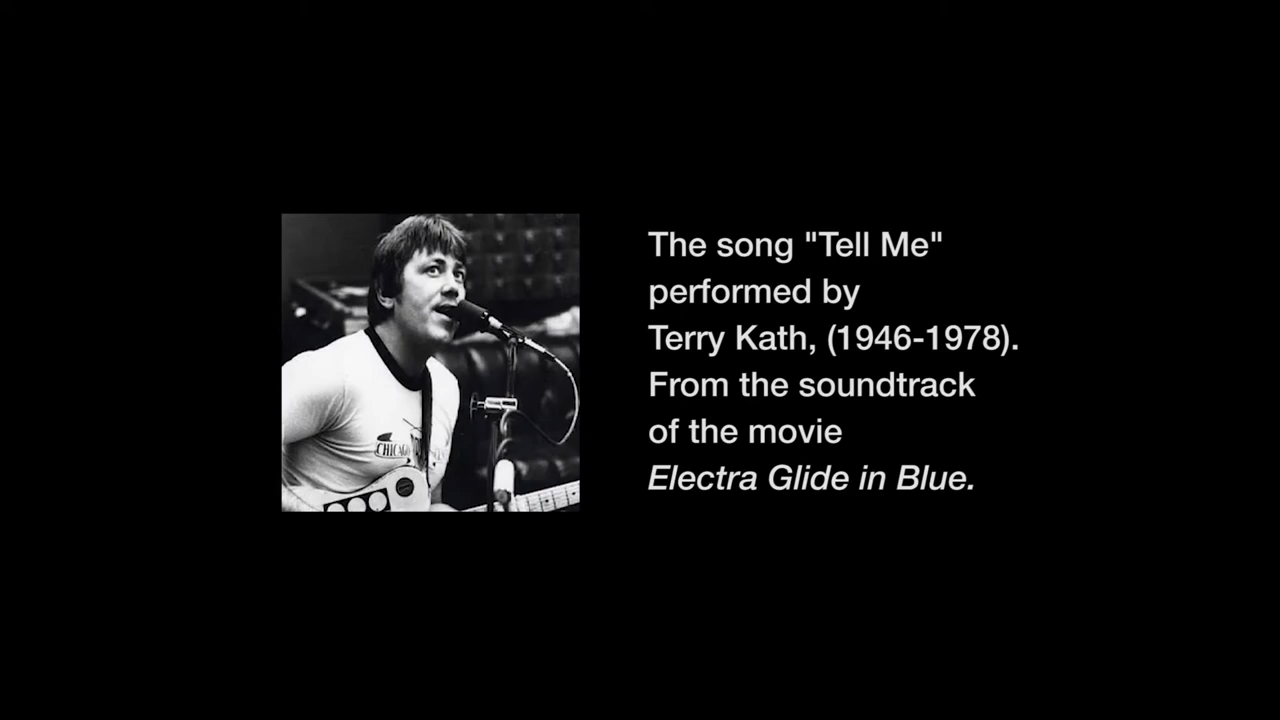 The song "Tell Me"
performed by
Terry Kath, (1946-1978).
From the soundtrack
of the movie
Electra Glide in Blue.
CHICAGO